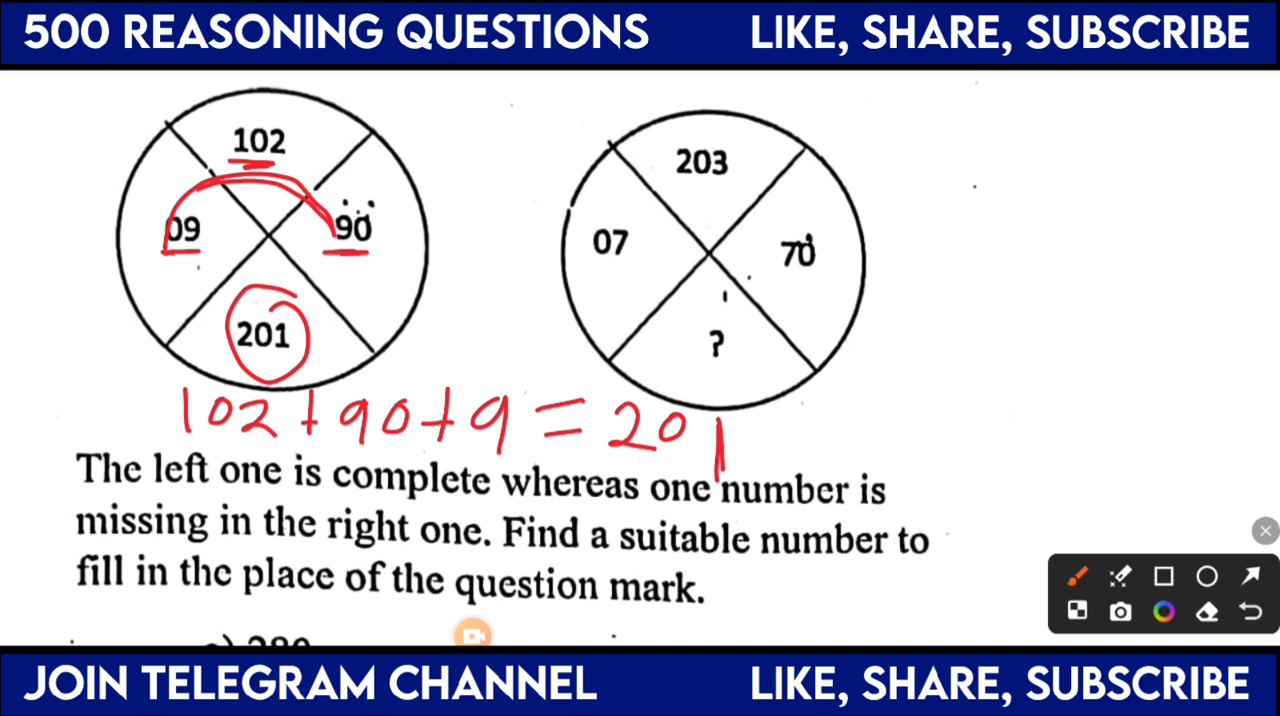 500 REASONING QUESTIONS LIKE, SHARE, SUBSCRIBE
102
09 90
201
203
07 70
?
102+90+9=201
The left one is complete whereas one number is
missing in the right one. Find a suitable number to
fill in the place of the question mark.
JOIN TELEGRAM CHANNEL LIKE, SHARE, SUBSCRIBE